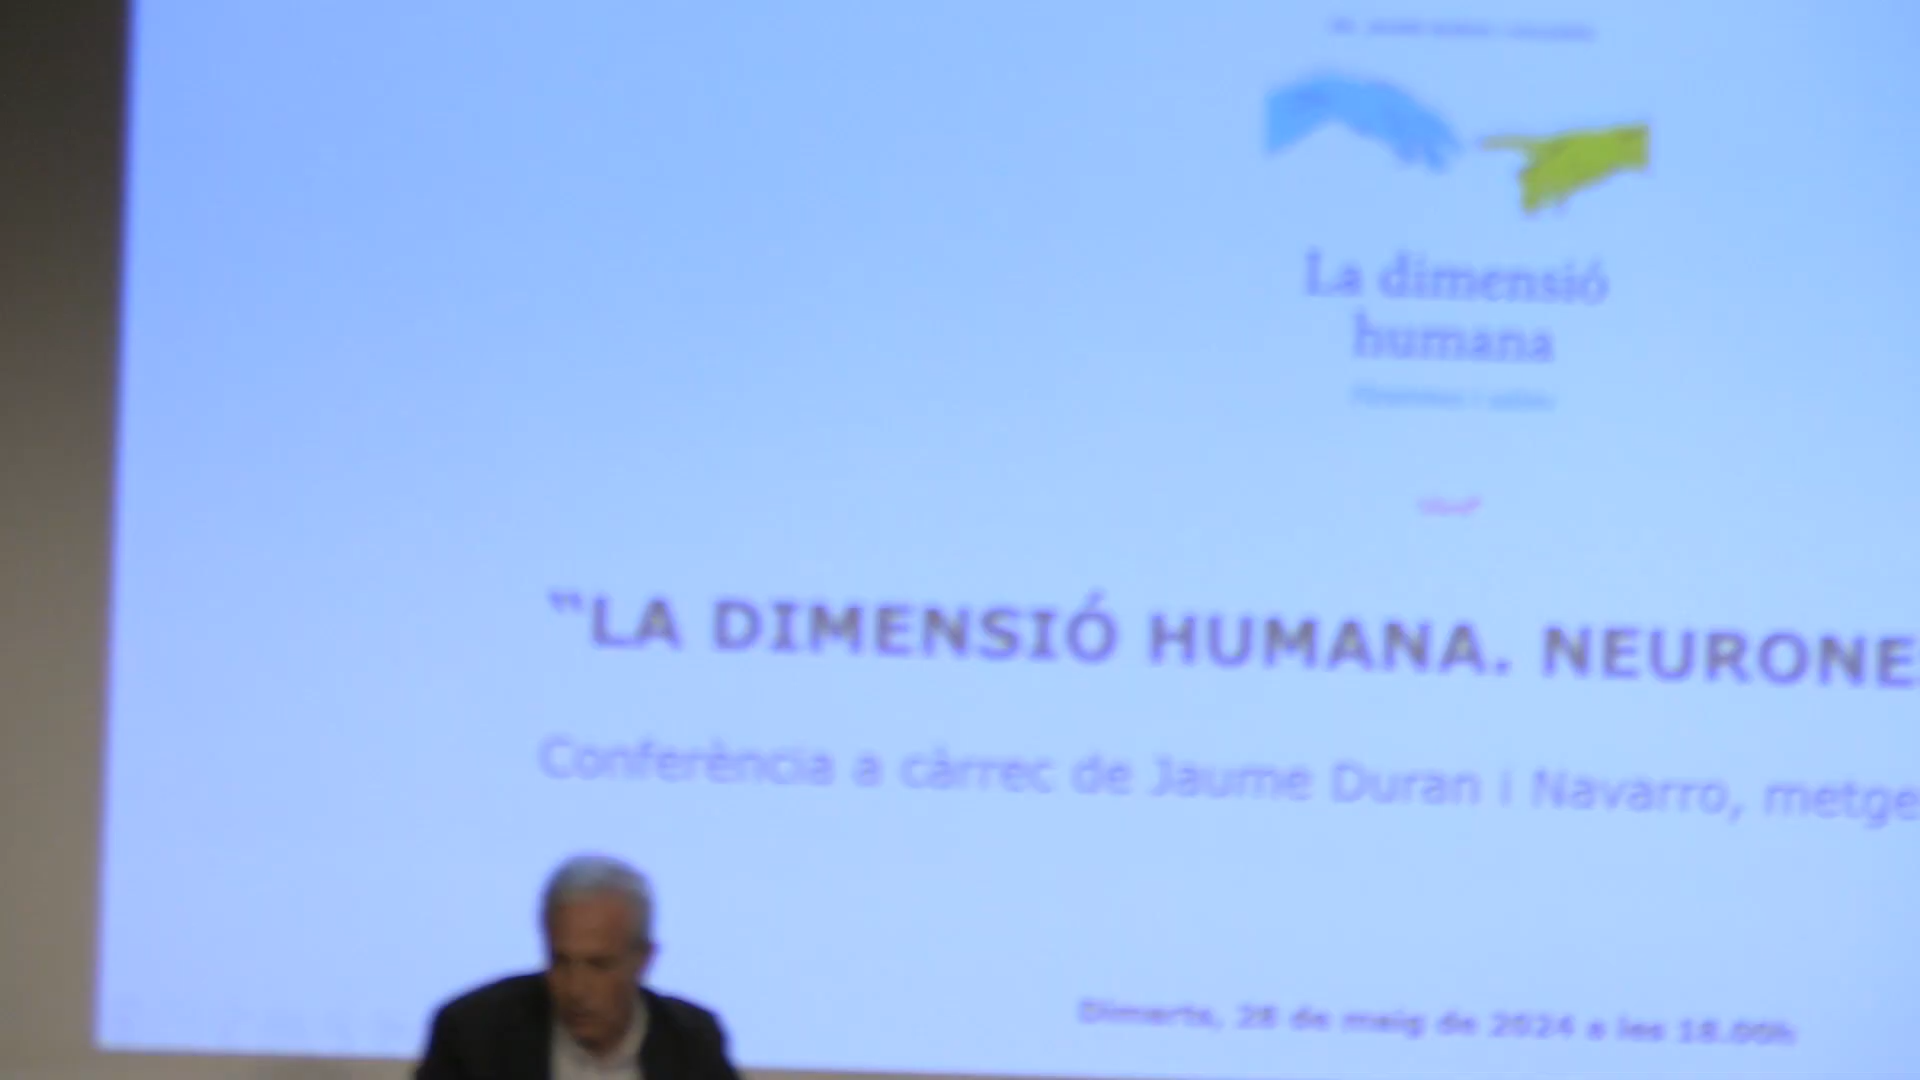 La dimensió
humana
"LA DIMENSIÓ HUMANA. NEURONE
Conferència a càrrec de Jaume Duran i Navarro, metge
Dimarts, 28 de maig de 2024 a les 18.00h